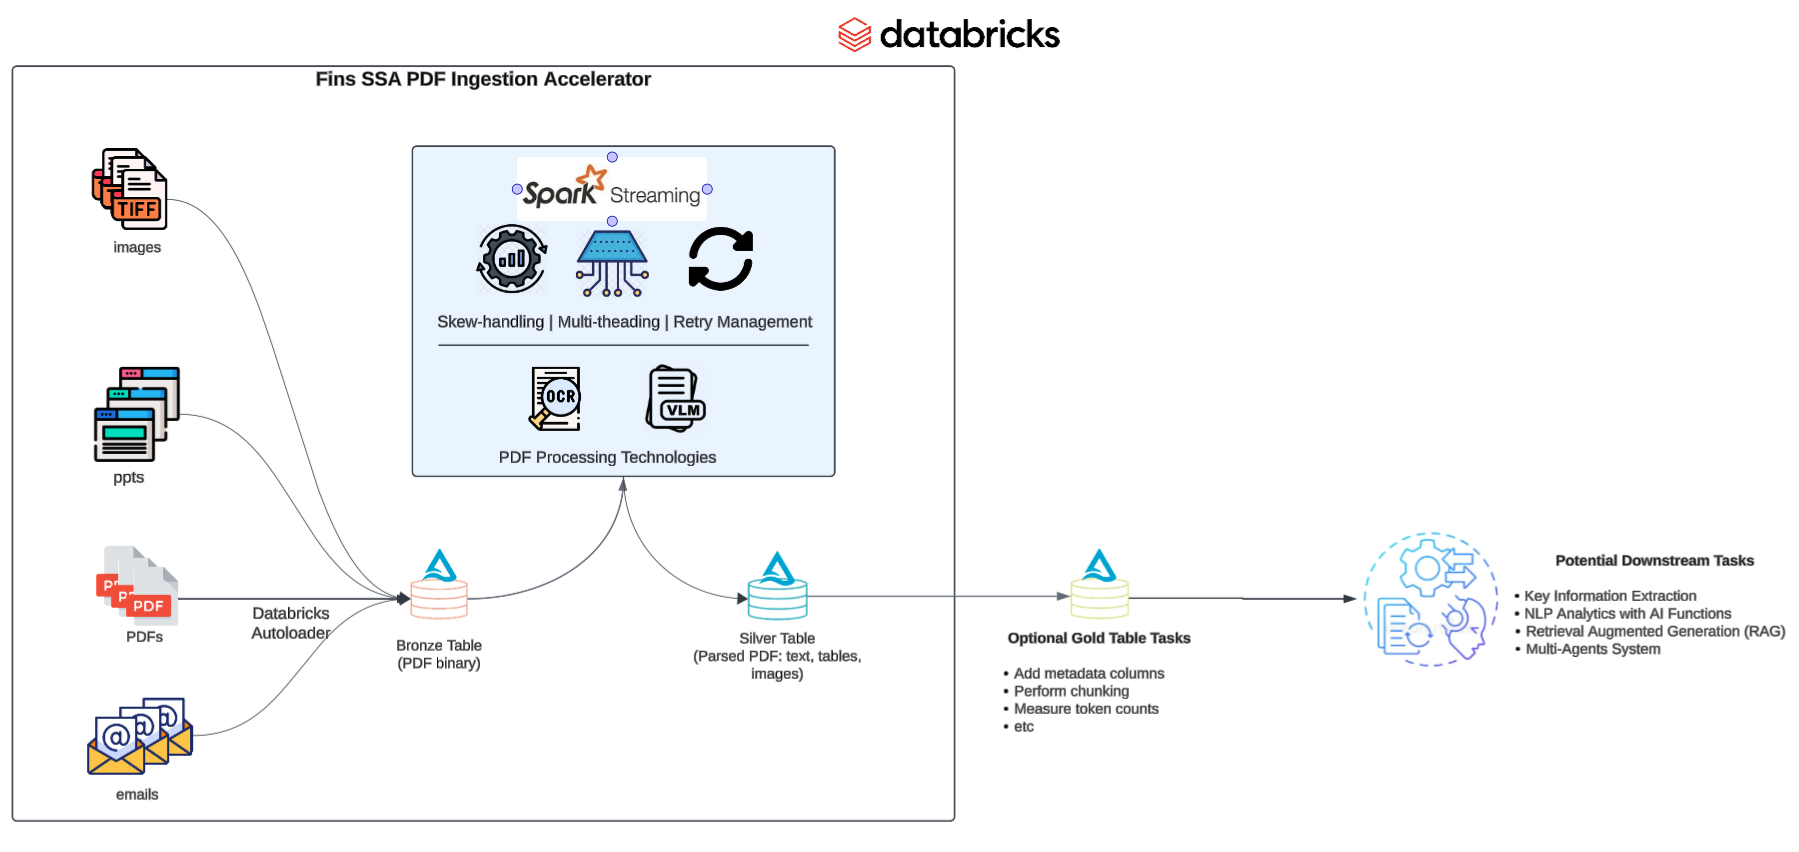 databricks
Fins SSA PDF Ingestion Accelerator
TIFF
images
ppts
PDF
PDFs
emails
Databricks
Autoloader
Spark Streaming
Skew-handling | Multi-theading | Retry Management
OCR
VLM
PDF Processing Technologies
Bronze Table
(PDF binary)
Silver Table
(Parsed PDF: text, tables,
images)
Optional Gold Table Tasks
• Add metadata columns
• Perform chunking
• Measure token counts
• etc
Potential Downstream Tasks
• Key Information Extraction
• NLP Analytics with AI Functions
• Retrieval Augmented Generation (RAG)
• Multi-Agents System